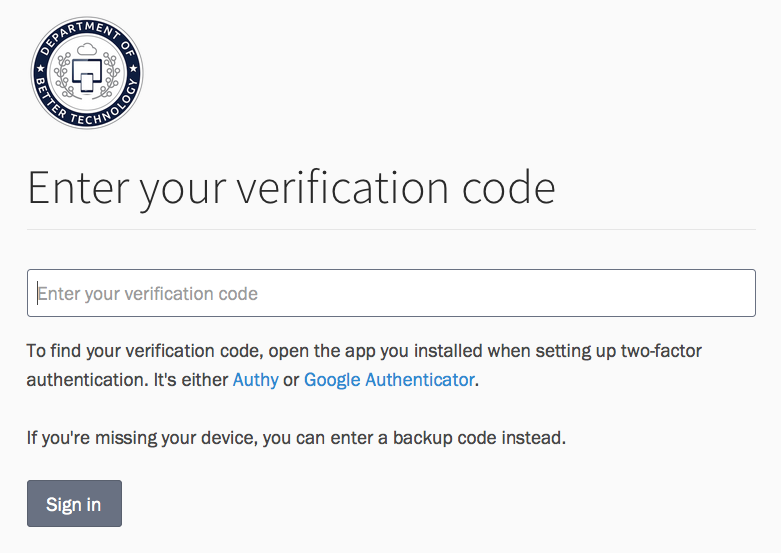 DEPARTMENT OF
BETTER TECHNOLOGY
Enter your verification code
Enter your verification code
To find your verification code, open the app you installed when setting up two-factor
authentication. It's either Authy or Google Authenticator.
If you're missing your device, you can enter a backup code instead.
Sign in